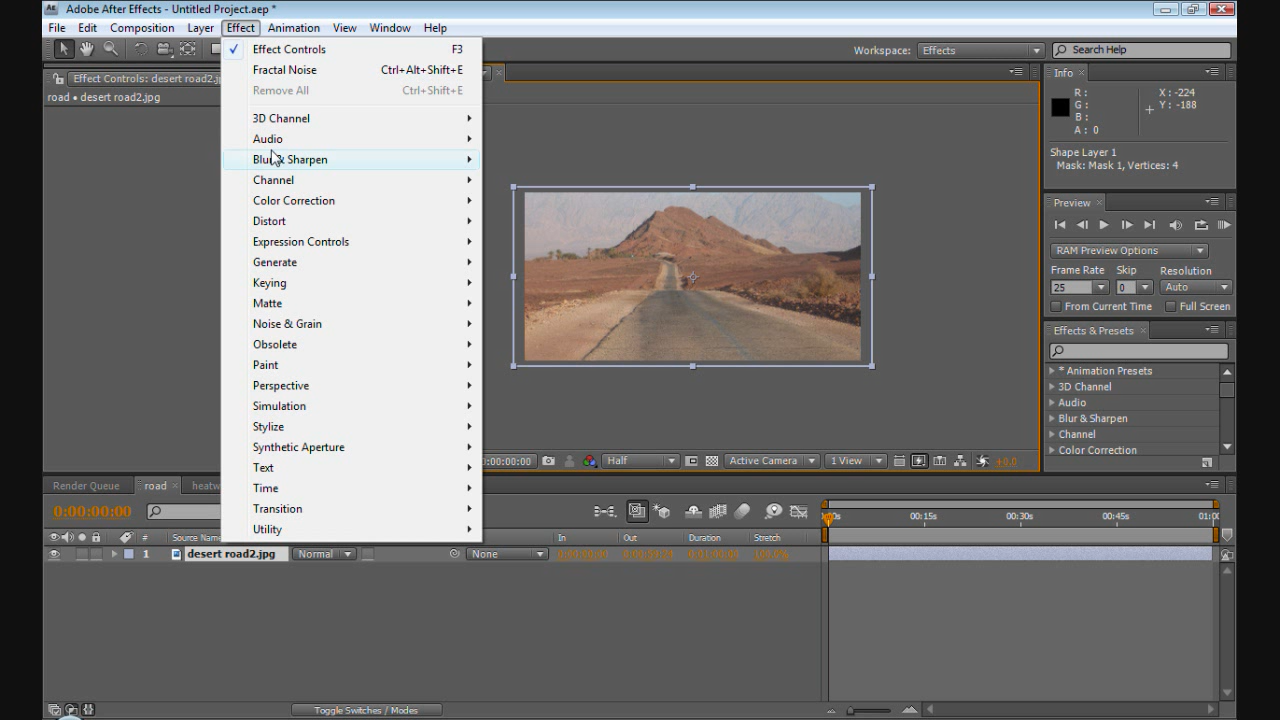 Adobe After Effects - Untitled Project.aep *
File Edit Composition Layer Effect Animation View Window Help
Workspace: Effects
Search Help
Effect Controls: desert road2.j
road • desert road2.jpg
Effect Controls F3
Fractal Noise Ctrl+Alt+Shift+E
Remove All Ctrl+Shift+E
3D Channel
Audio
Blur & Sharpen
Channel
Color Correction
Distort
Expression Controls
Generate
Keying
Matte
Noise & Grain
Obsolete
Paint
Perspective
Simulation
Stylize
Synthetic Aperture
Text
Time
Transition
Utility
Info
R : X : -224
G : Y : -188
B :
A : 0
Shape Layer 1
Mask: Mask 1, Vertices: 4
Preview
RAM Preview Options
Frame Rate Skip Resolution
25 0 Auto
From Current Time Full Screen
Effects & Presets
* Animation Presets
3D Channel
Audio
Blur & Sharpen
Channel
Color Correction
:00:00:00 Half Active Camera 1 View +0.0
Render Queue road heatw
0:00:00:00
00:15s 00:30s 00:45s 01:0
# Source Name In Out Duration Stretch
1 desert road2.jpg Normal None 0:00:00:00 0:00:59:24 0:01:00:00 100.0%
Toggle Switches / Modes